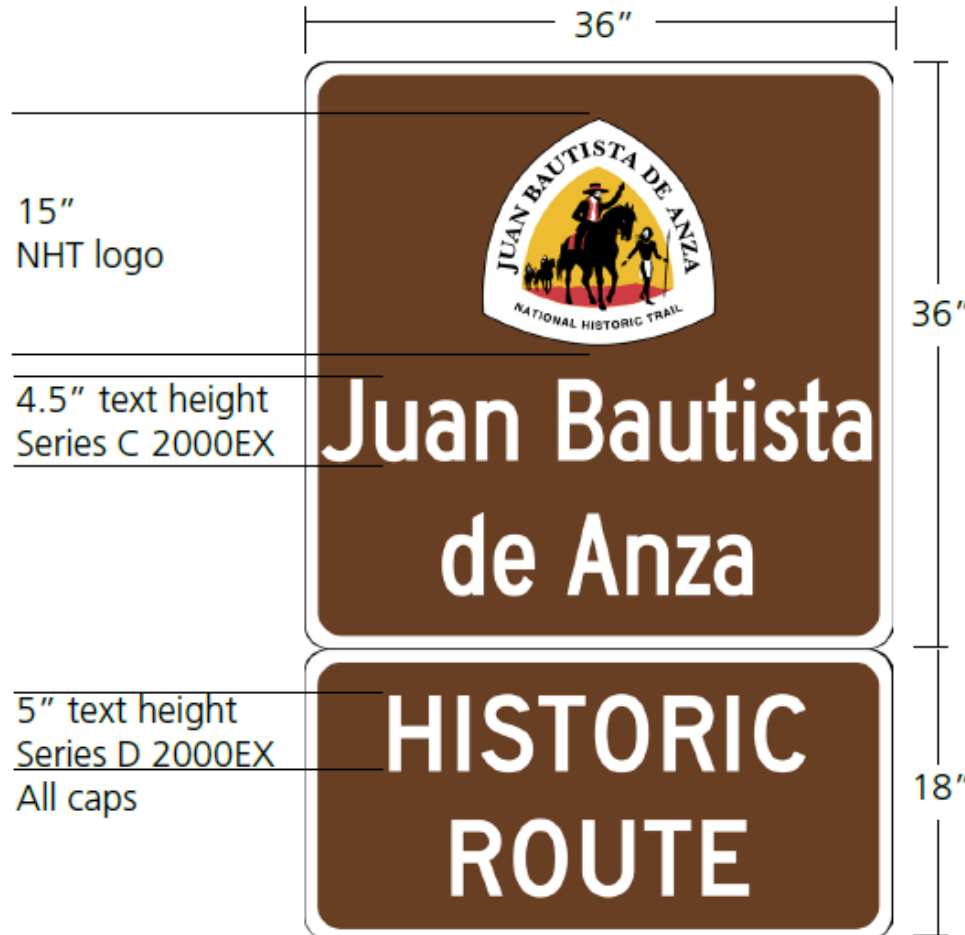 36”
15”
NHT logo
JUAN BAUTISTA DE ANZA
NATIONAL HISTORIC TRAIL
36”
4.5” text height
Series C 2000EX
Juan Bautista
de Anza
5” text height
Series D 2000EX
All caps
HISTORIC
ROUTE
18”